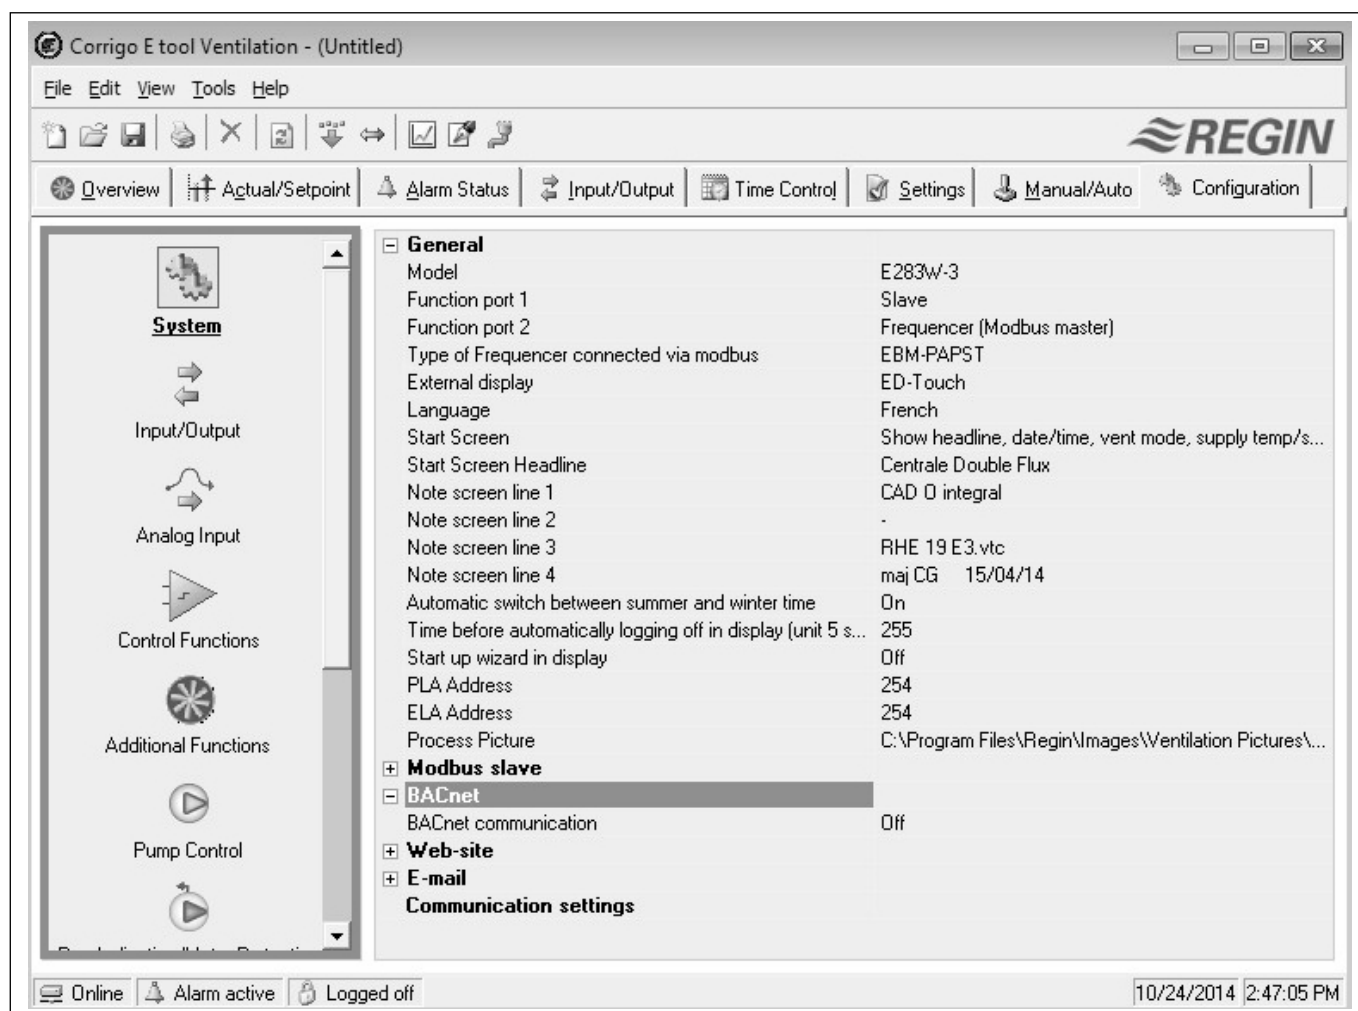 Corrigo E tool Ventilation - (Untitled)
File Edit View Tools Help
REGIN
Overview Actual/Setpoint Alarm Status Input/Output Time Control Settings Manual/Auto Configuration
System
Input/Output
Analog Input
Control Functions
Additional Functions
Pump Control
General
Model E283W-3
Function port 1 Slave
Function port 2 Frequencer (Modbus master)
Type of Frequencer connected via modbus EBM-PAPST
External display ED-Touch
Language French
Start Screen Show headline, date/time, vent mode, supply temp/s...
Start Screen Headline Centrale Double Flux
Note screen line 1 CAD O integral
Note screen line 2 -
Note screen line 3 RHE 19 E3.vtc
Note screen line 4 maj CG 15/04/14
Automatic switch between summer and winter time On
Time before automatically logging off in display (unit 5 s... 255
Start up wizard in display Off
PLA Address 254
ELA Address 254
Process Picture C:\Program Files\Regin\Images\Ventilation Pictures\...
Modbus slave
BACnet
BACnet communication Off
Web-site
E-mail
Communication settings
Online Alarm active Logged off 10/24/2014 2:47:05 PM